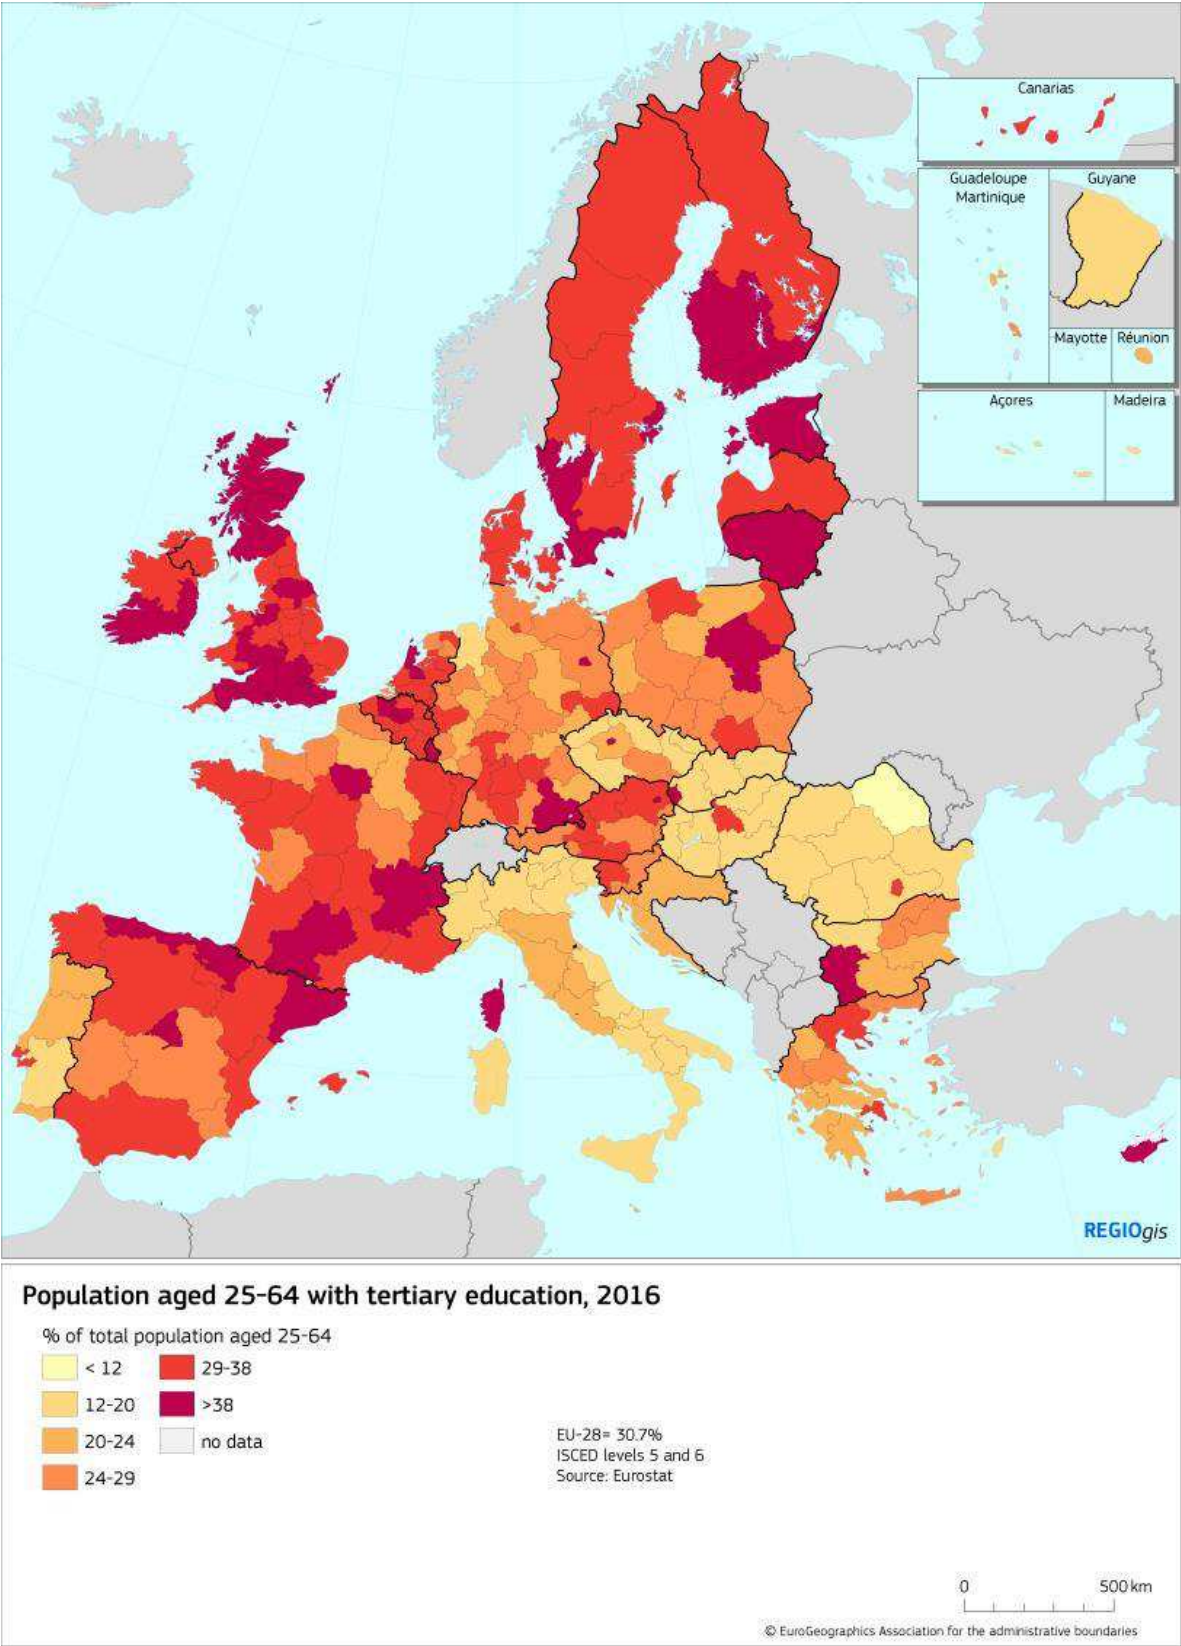 Canarias
Guadeloupe
Martinique
Guyane
Mayotte
Réunion
Açores
Madeira
REGIOgis
Population aged 25-64 with tertiary education, 2016
% of total population aged 25-64
< 12
12-20
20-24
24-29
29-38
>38
no data
EU-28= 30.7%
ISCED levels 5 and 6
Source: Eurostat
0 500 km
© EuroGeographics Association for the administrative boundaries